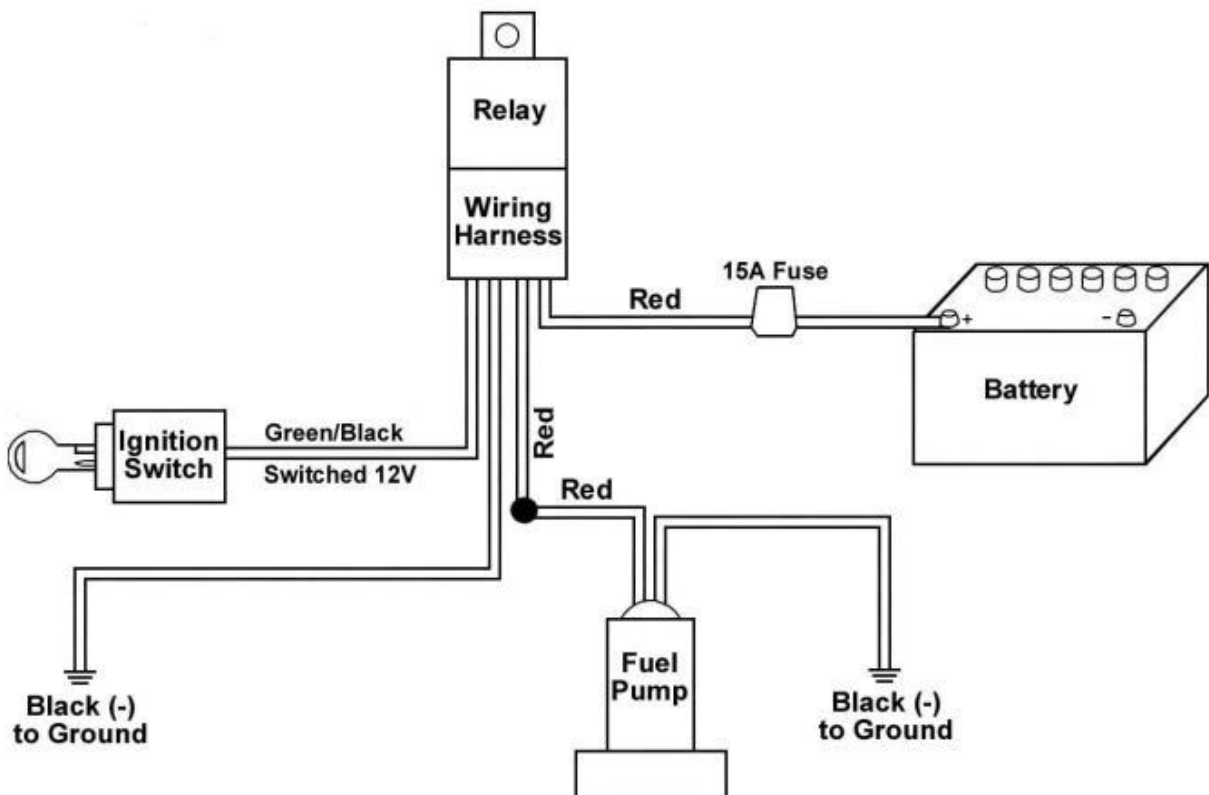 Relay
Wiring
Harness
15A Fuse
Red
+
-
Battery
Ignition
Switch
Green/Black
Switched 12V
Red
Red
Fuel
Pump
Black (-)
to Ground
Black (-)
to Ground